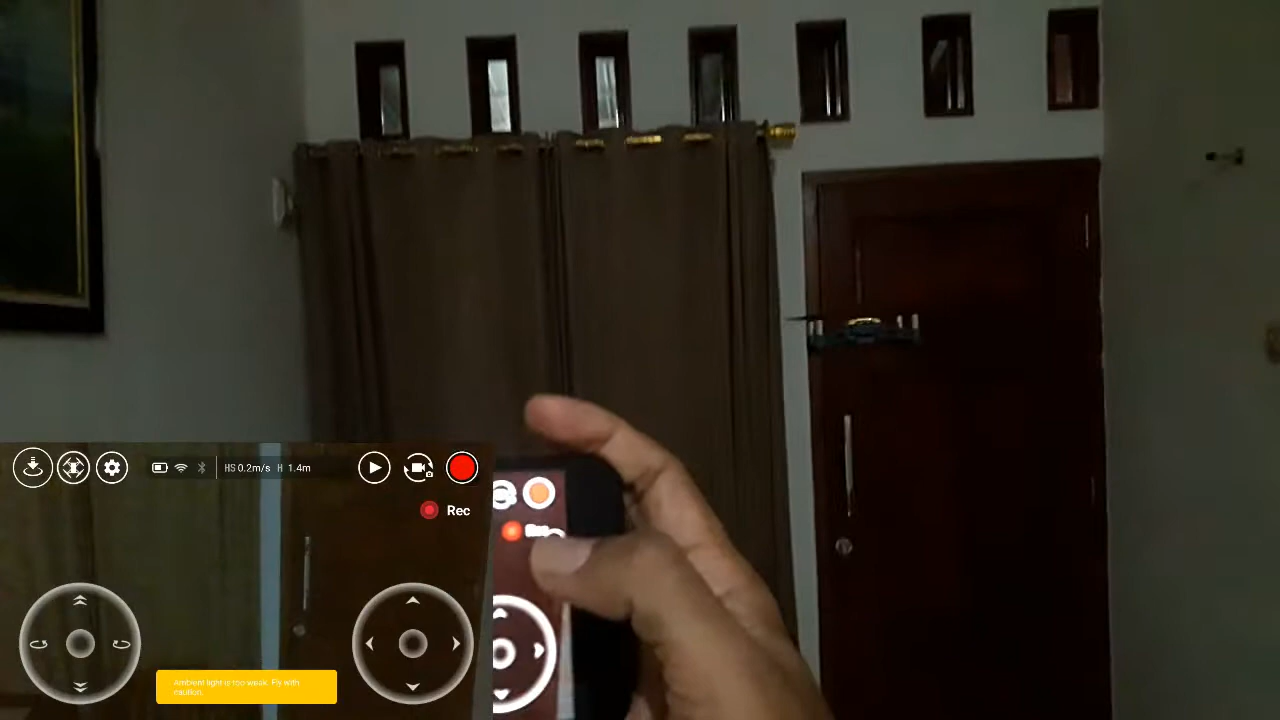 HS 0.2m/s H 1.4m
Rec
Ambient light is too weak. Fly with
caution.